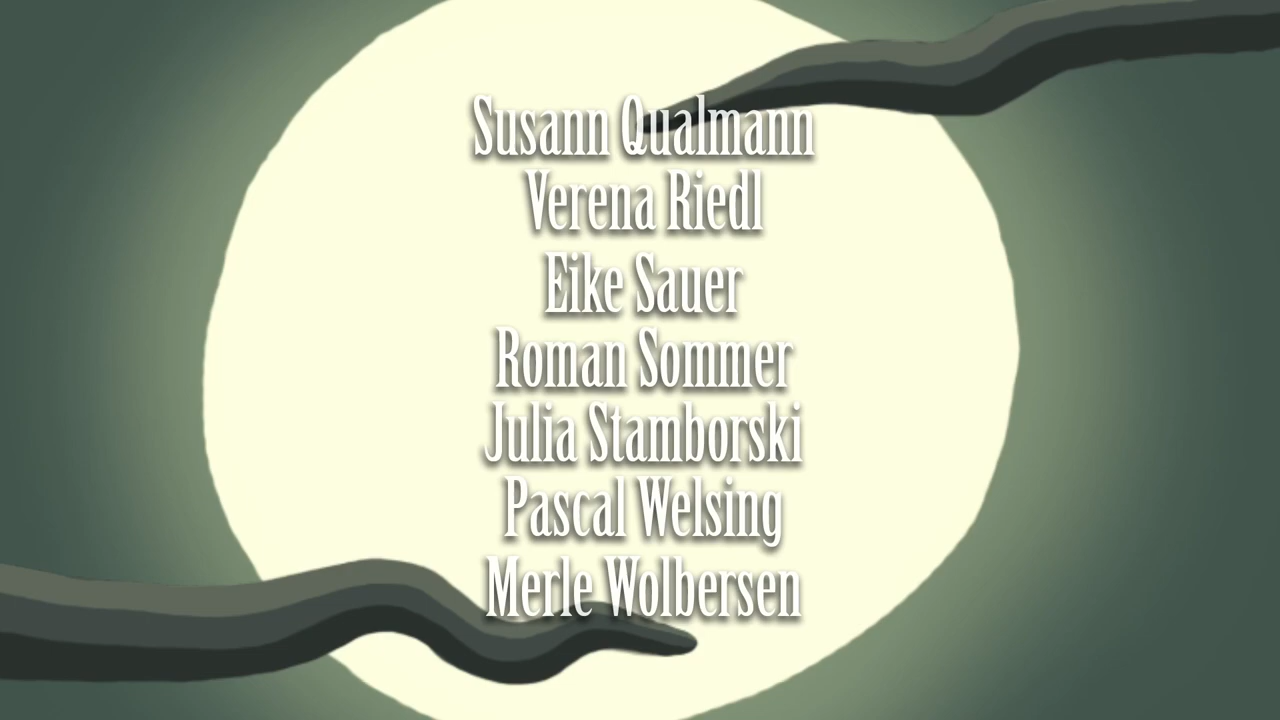 Susann Qualmann
Verena Riedl
Eike Sauer
Roman Sommer
Julia Stamborski
Pascal Welsing
Merle Wolbersen